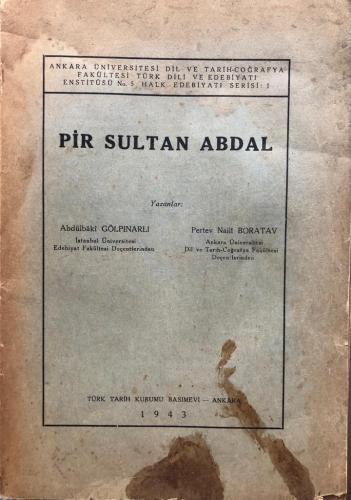 ANKARA ÜNİVERSİTESİ DİL VE TARİH-COĞRAFYA
FAKÜLTESİ TÜRK DİLİ VE EDEBİYATI
ENSTİTÜSÜ No. 5 HALK EDEBİYATI SERİSİ: 1
PİR SULTAN ABDAL
Yazanlar:
Abdülbâki GÖLPINARLI
İstanbul Üniversitesi
Edebiyat Fakültesi Doçentlerinden
Pertev Naili BORATAV
Ankara Üniversitesi
Dil ve Tarih-Coğrafya Fakültesi
Doçentlerinden
TÜRK TARİH KURUMU BASIMEVİ — ANKARA
1943